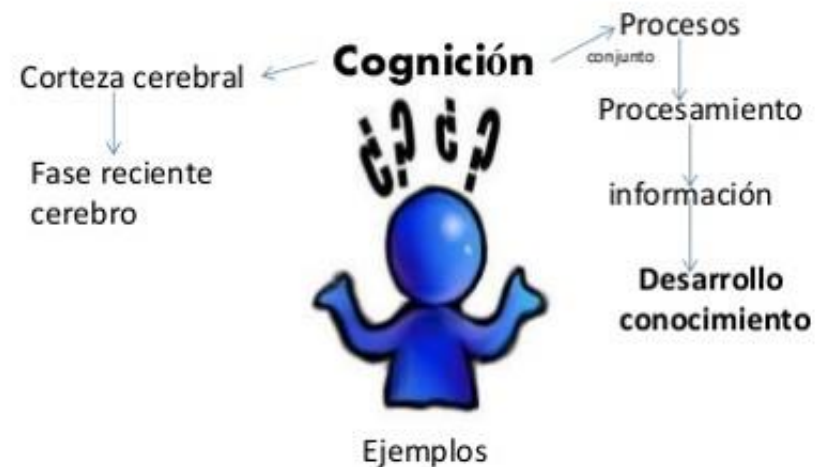 Procesos
Cognición
conjunto
Corteza cerebral
Procesamiento
Fase reciente
cerebro
información
Desarrollo
conocimiento
¿? ¿?
Ejemplos